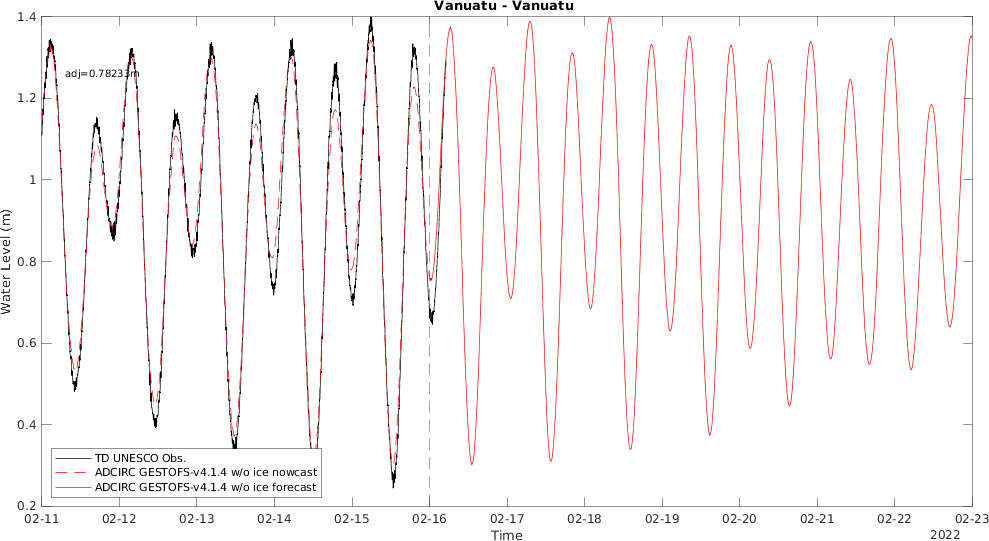 Vanuatu - Vanuatu
1.4
1.2
1
0.8
0.6
0.4
0.2
Water Level (m)
adj=0.78233m
TD UNESCO Obs.
ADCIRC GESTOFS-v4.1.4 w/o ice nowcast
ADCIRC GESTOFS-v4.1.4 w/o ice forecast
02-11 02-12 02-13 02-14 02-15 02-16 02-17 02-18 02-19 02-20 02-21 02-22 02-23
Time
2022